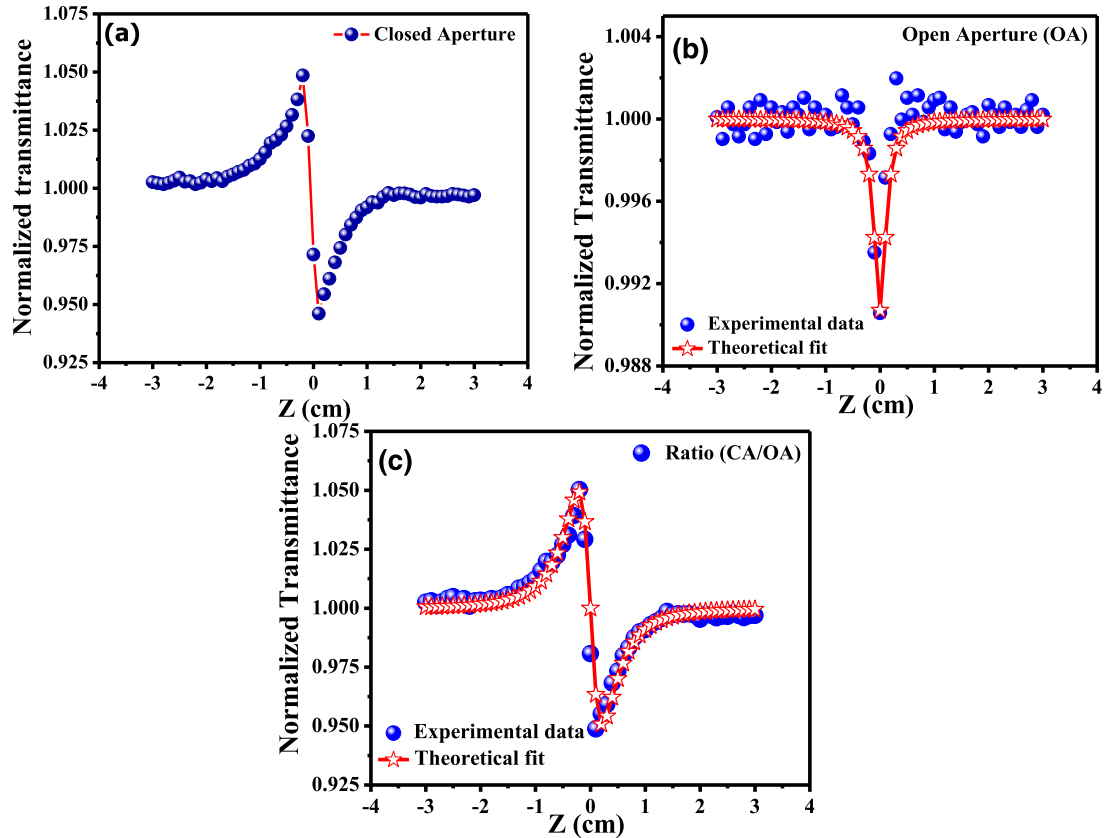 (a)
Closed Aperture
Normalized transmittance
1.075
1.050
1.025
1.000
0.975
0.950
0.925
-4 -3 -2 -1 0 1 2 3 4
Z (cm)
(b)
Open Aperture (OA)
Normalized Transmittance
1.004
1.000
0.996
0.992
0.988
Experimental data
Theoretical fit
-4 -3 -2 -1 0 1 2 3 4
Z (cm)
(c)
Ratio (CA/OA)
Normalized Transmittance
1.075
1.050
1.025
1.000
0.975
0.950
0.925
Experimental data
Theoretical fit
-4 -3 -2 -1 0 1 2 3 4
Z (cm)